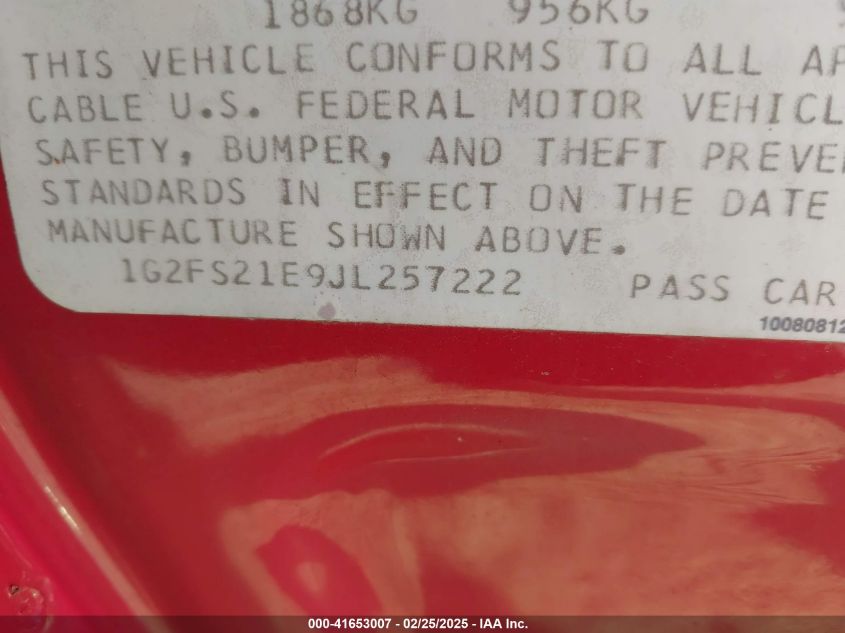 1868KG 956KG
THIS VEHICLE CONFORMS TO ALL AP
CABLE U.S. FEDERAL MOTOR VEHICL
SAFETY, BUMPER, AND THEFT PREVE
STANDARDS IN EFFECT ON THE DATE
MANUFACTURE SHOWN ABOVE.
1G2FS21E9JL257222 PASS CAR
10080812
000-41653007 - 02/25/2025 - IAA Inc.